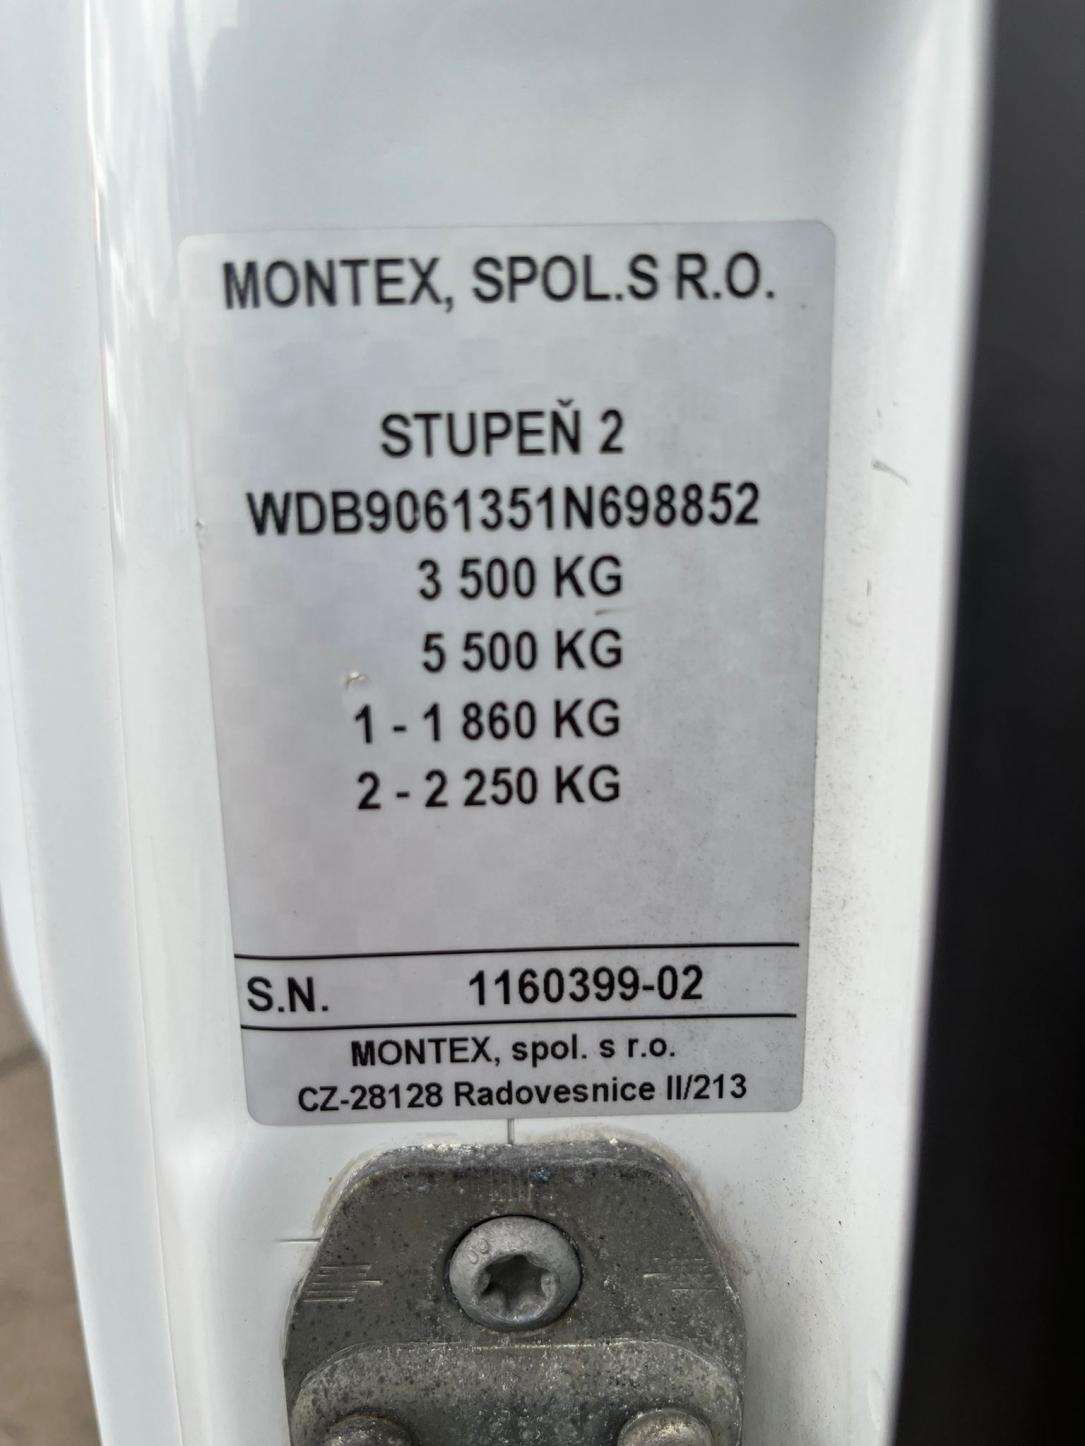 MONTEX, SPOL.S R.O.
STUPEŇ 2
WDB9061351N698852
3 500 KG
5 500 KG
1 - 1 860 KG
2 - 2 250 KG
S.N. 1160399-02
MONTEX, spol. s r.o.
CZ-28128 Radovesnice II/213